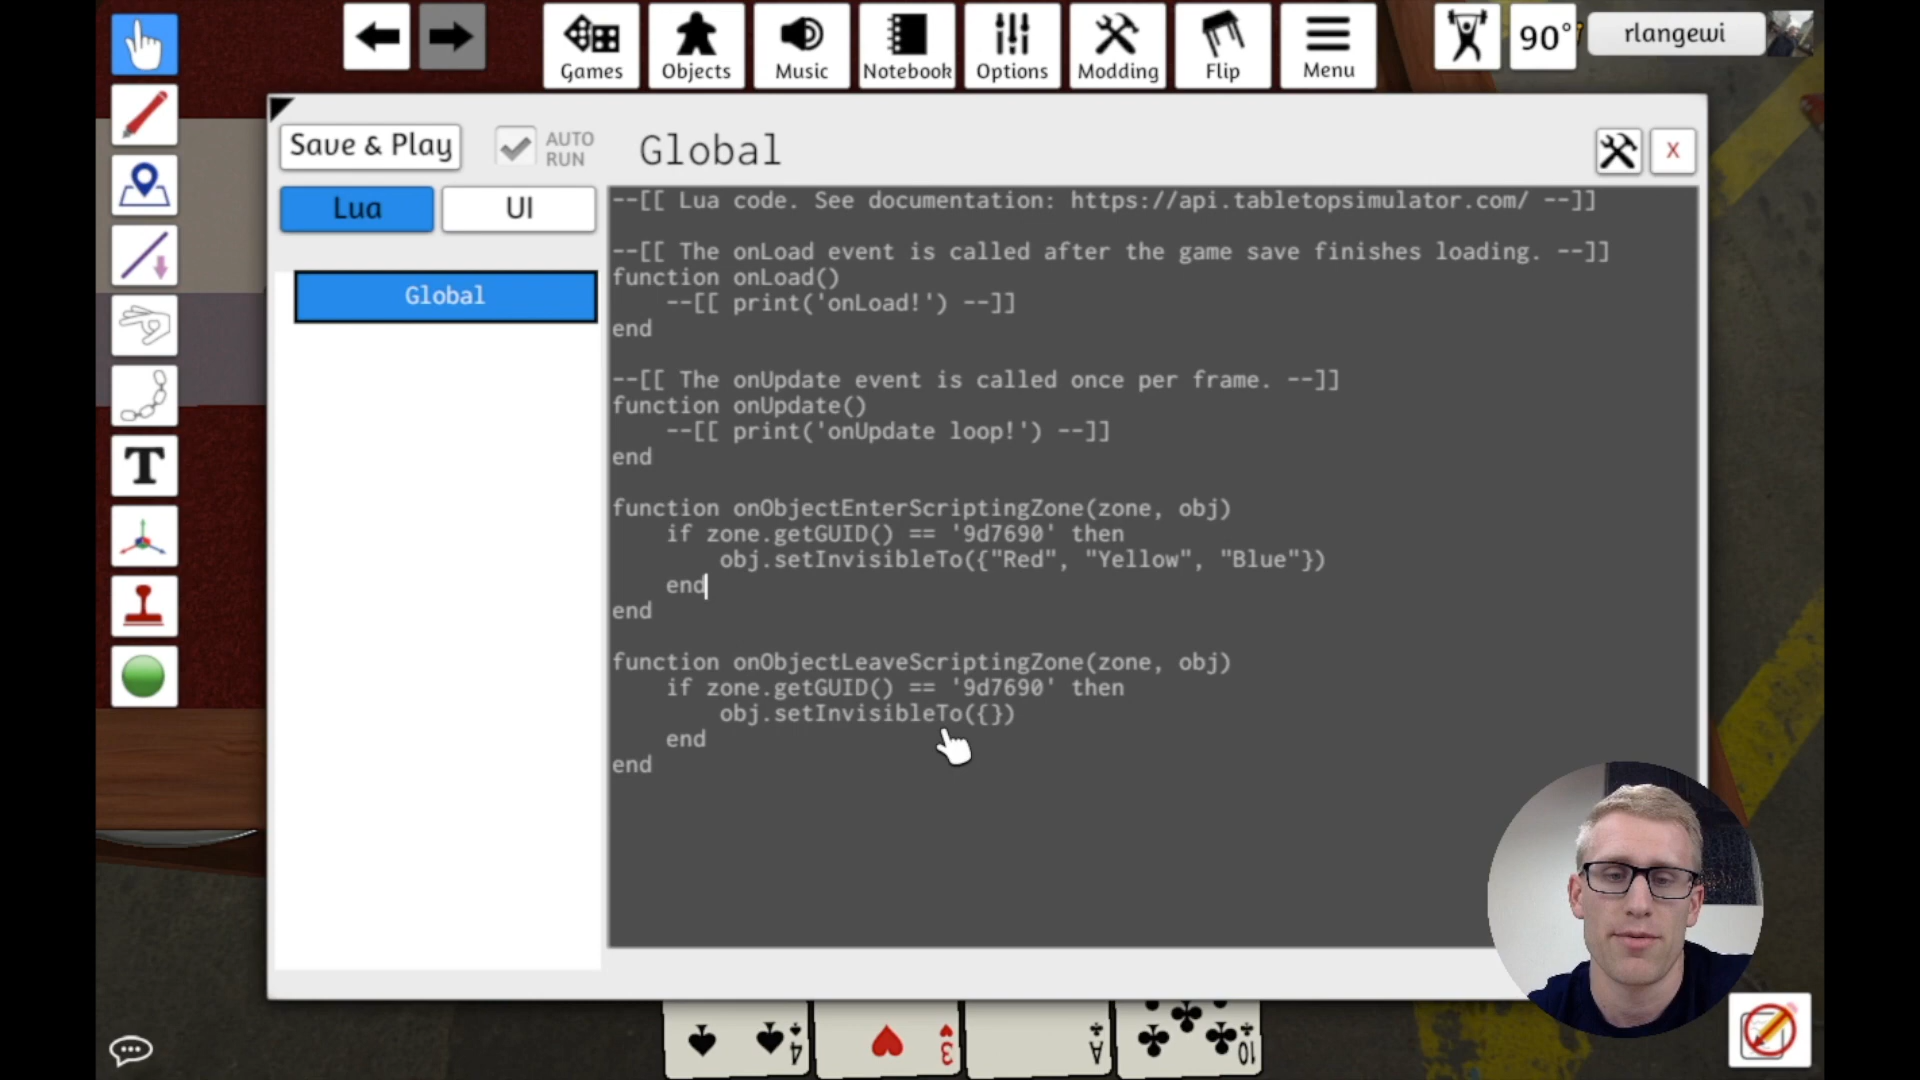 Games
Objects
Music
Notebook
Options
Modding
Flip
Menu
90°
rlangewi
Save & Play
AUTO RUN
Global
X
Lua
UI
Global
--[[ Lua code. See documentation: https://api.tabletopsimulator.com/ --]]
--[[ The onLoad event is called after the game save finishes loading. --]]
function onLoad()
    --[[ print('onLoad!') --]]
end
--[[ The onUpdate event is called once per frame. --]]
function onUpdate()
    --[[ print('onUpdate loop!') --]]
end
function onObjectEnterScriptingZone(zone, obj)
    if zone.getGUID() == '9d7690' then
        obj.setInvisibleTo({"Red", "Yellow", "Blue"})
    end
end
function onObjectLeaveScriptingZone(zone, obj)
    if zone.getGUID() == '9d7690' then
        obj.setInvisibleTo({})
    end
end
T
4
3
A
10